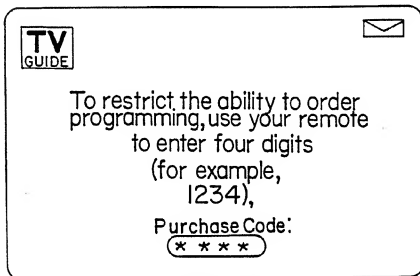 TV
GUIDE
To restrict the ability to order
programming, use your remote
to enter four digits
(for example,
1234),
Purchase Code:
* * * *